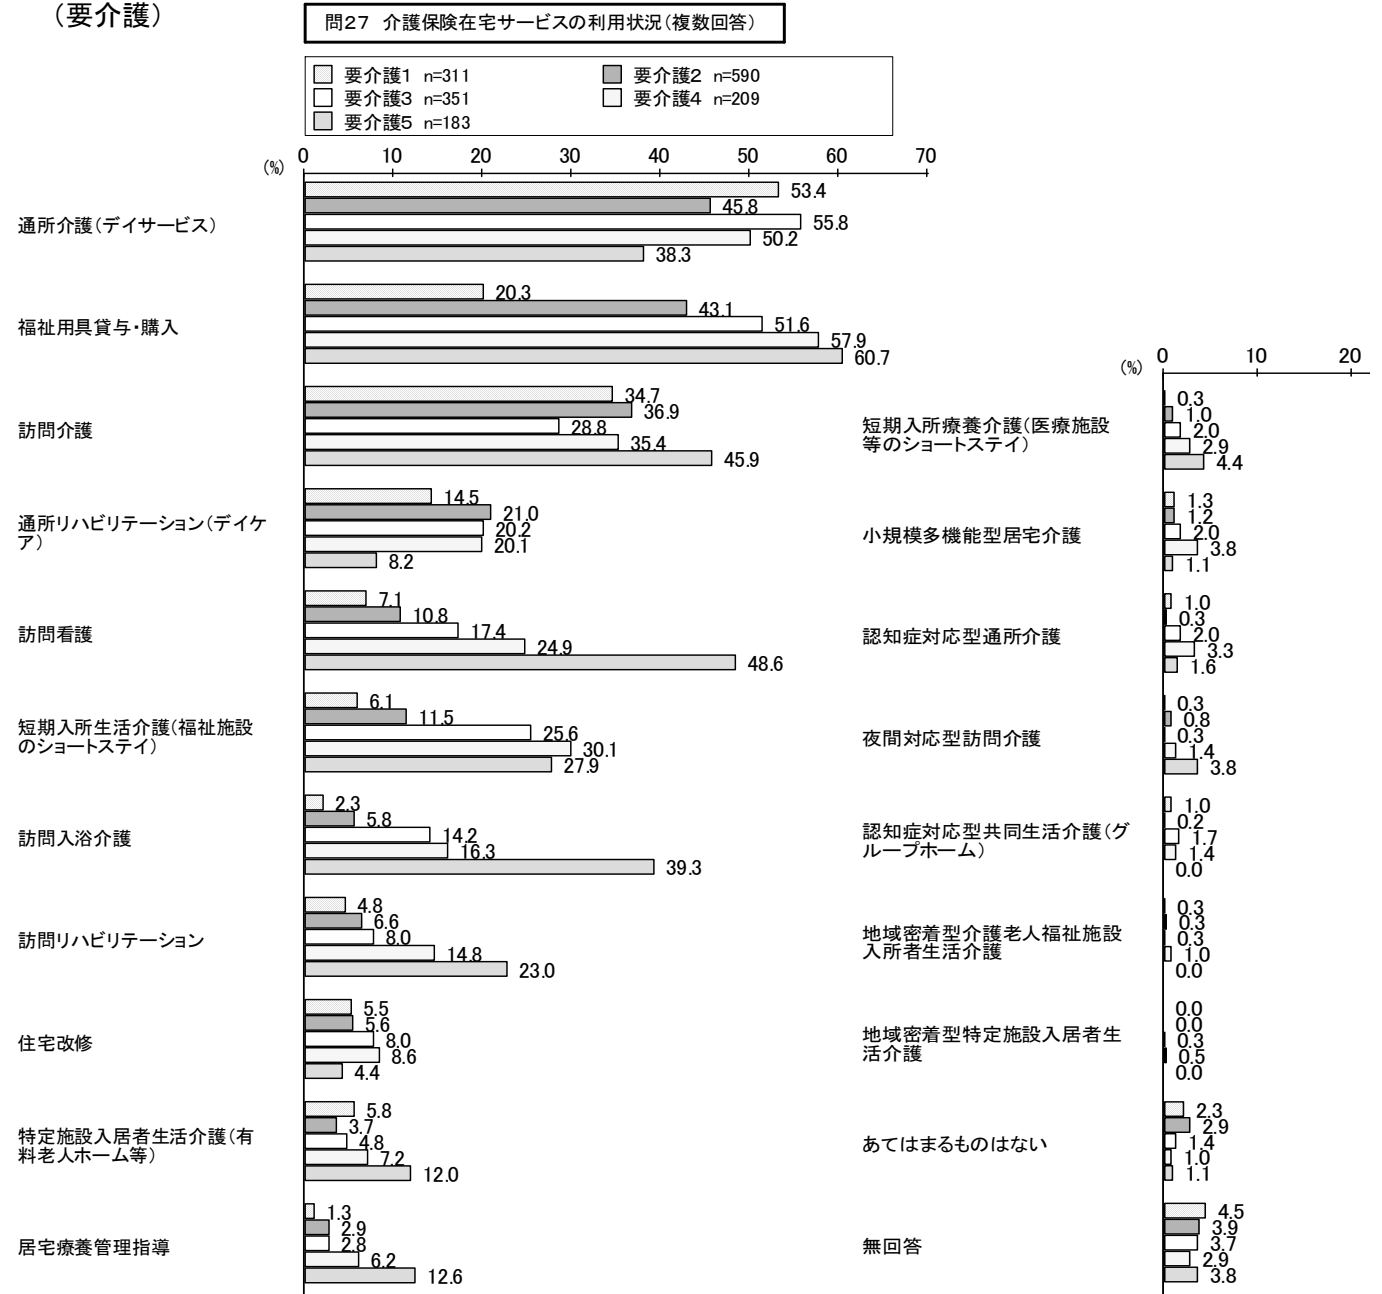 （要介護）
問27 介護保険在宅サービスの利用状況（複数回答）
要介護1 n=311
要介護2 n=590
要介護3 n=351
要介護4 n=209
要介護5 n=183
(%)
0 10 20 30 40 50 60 70
通所介護（デイサービス）
53.4
45.8
55.8
50.2
38.3
福祉用具貸与・購入
20.3
43.1
51.6
57.9
60.7
訪問介護
34.7
36.9
28.8
35.4
45.9
通所リハビリテーション（デイケ
ア）
14.5
21.0
20.2
20.1
8.2
訪問看護
7.1
10.8
17.4
24.9
48.6
短期入所生活介護（福祉施設
のショートステイ）
6.1
11.5
25.6
30.1
27.9
訪問入浴介護
2.3
5.8
14.2
16.3
39.3
訪問リハビリテーション
4.8
6.6
8.0
14.8
23.0
住宅改修
5.5
5.6
8.0
8.6
4.4
特定施設入居者生活介護（有
料老人ホーム等）
5.8
3.7
4.8
7.2
12.0
居宅療養管理指導
1.3
2.9
2.8
6.2
12.6
(%)
0 10 20
短期入所療養介護（医療施設
等のショートステイ）
0.3
1.0
2.0
2.9
4.4
小規模多機能型居宅介護
1.3
1.2
2.0
3.8
1.1
認知症対応型通所介護
1.0
0.3
2.0
3.3
1.6
夜間対応型訪問介護
0.3
0.8
0.3
1.4
3.8
認知症対応型共同生活介護（グ
ループホーム）
1.0
0.2
1.7
1.4
0.0
地域密着型介護老人福祉施設
入所者生活介護
0.3
0.3
0.3
1.0
0.0
地域密着型特定施設入居者生
活介護
0.0
0.0
0.3
0.5
0.0
あてはまるものはない
2.3
2.9
1.4
1.0
1.1
無回答
4.5
3.9
3.7
2.9
3.8